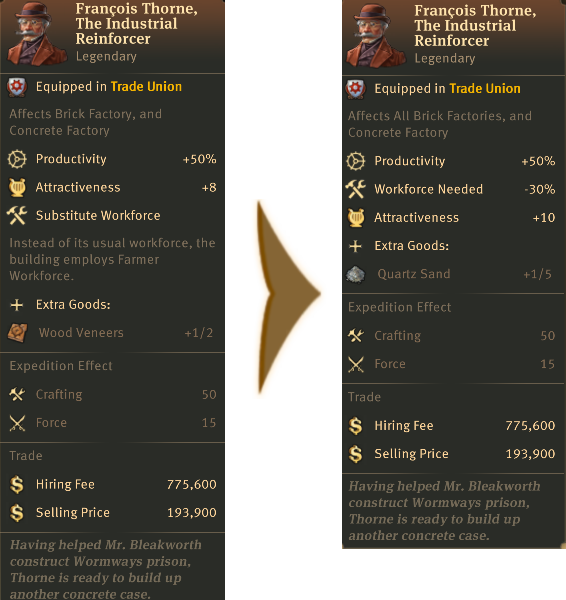 François Thorne,
The Industrial
Reinforcer
Legendary
Equipped in Trade Union
Affects Brick Factory, and
Concrete Factory
Productivity +50%
Attractiveness +8
Substitute Workforce
Instead of its usual workforce, the
building employs Farmer
Workforce.
Extra Goods:
Wood Veneers +1/2
Expedition Effect
Crafting 50
Force 15
Trade
Hiring Fee 775,600
Selling Price 193,900
Having helped Mr. Bleakworth
construct Wormways prison,
Thorne is ready to build up
another concrete case.
François Thorne,
The Industrial
Reinforcer
Legendary
Equipped in Trade Union
Affects All Brick Factories, and
Concrete Factory
Productivity +50%
Workforce Needed -30%
Attractiveness +10
Extra Goods:
Quartz Sand +1/5
Expedition Effect
Crafting 50
Force 15
Trade
Hiring Fee 775,600
Selling Price 193,900
Having helped Mr. Bleakworth
construct Wormways prison,
Thorne is ready to build up
another concrete case.